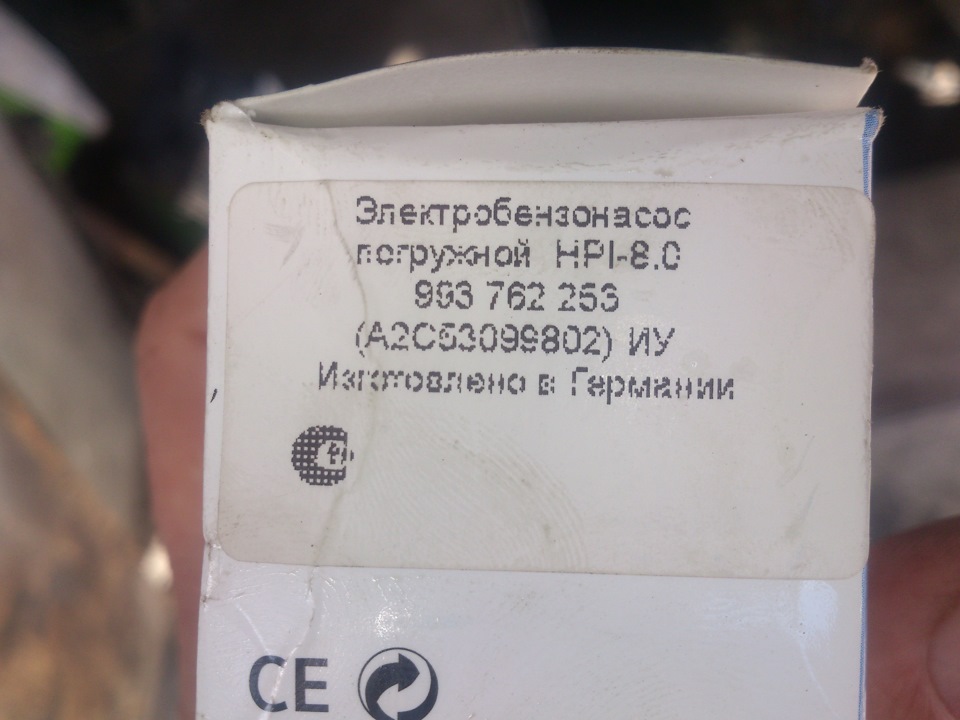 Электробензонасос
погружной HPI-8.0
993 762 253
(A2C53099802) ИУ
Изготовлено в Германии
CE